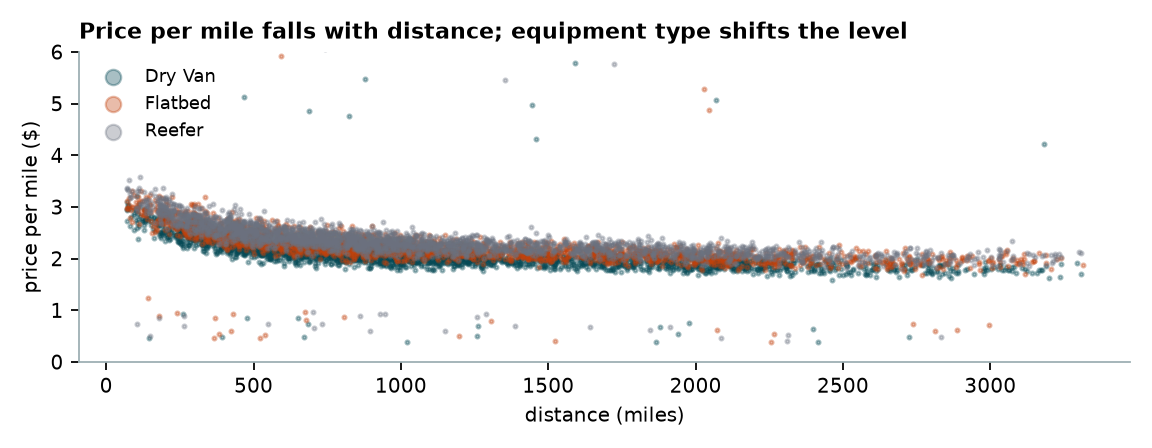 Price per mile falls with distance; equipment type shifts the level
Dry Van
Flatbed
Reefer
price per mile ($)
6
5
4
3
2
1
0
0 500 1000 1500 2000 2500 3000
distance (miles)